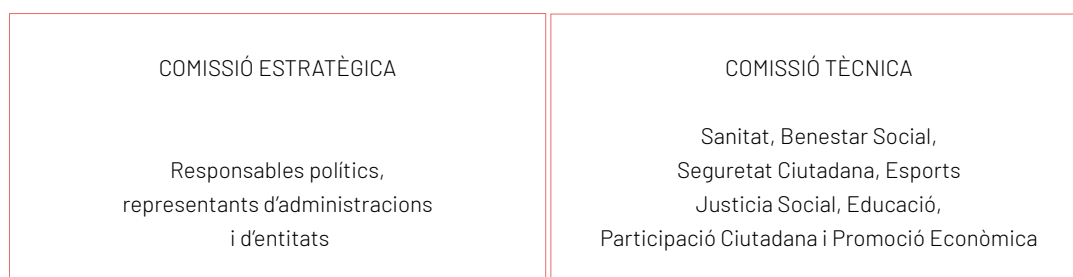 COMISSIÓ ESTRATÈGICA
Responsables polítics,
representants d'administracions
i d'entitats
COMISSIÓ TÈCNICA
Sanitat, Benestar Social,
Seguretat Ciutadana, Esports
Justicia Social, Educació,
Participació Ciutadana i Promoció Econòmica